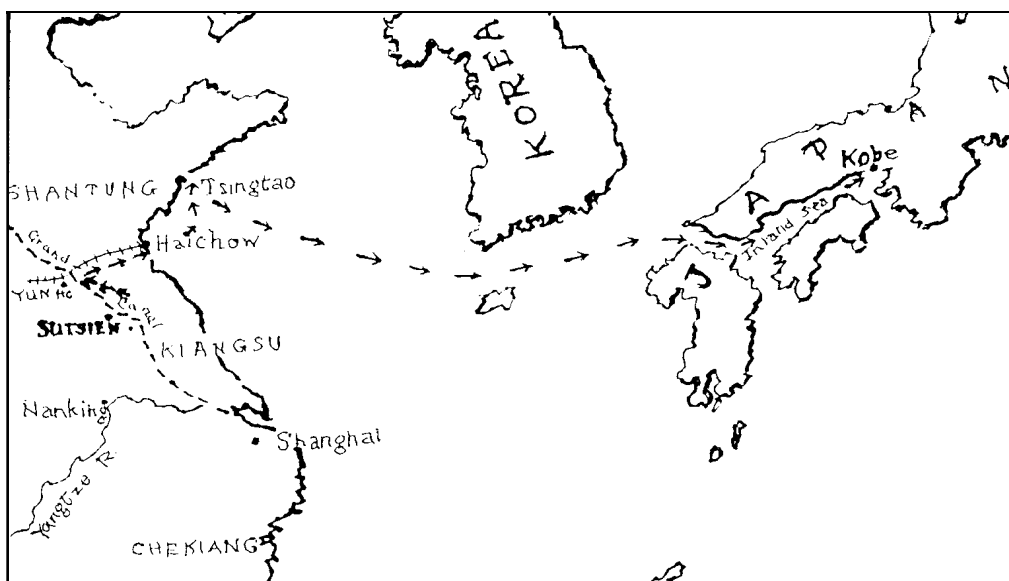 KOREA
JAPAN
Kobe
Inland Sea
SHANTUNG
Tsingtao
Haichow
Grand
Canal
YUN HO
SUTSIEN
KIANGSU
Nanking
Shanghai
Yangtze R.
CHEKIANG